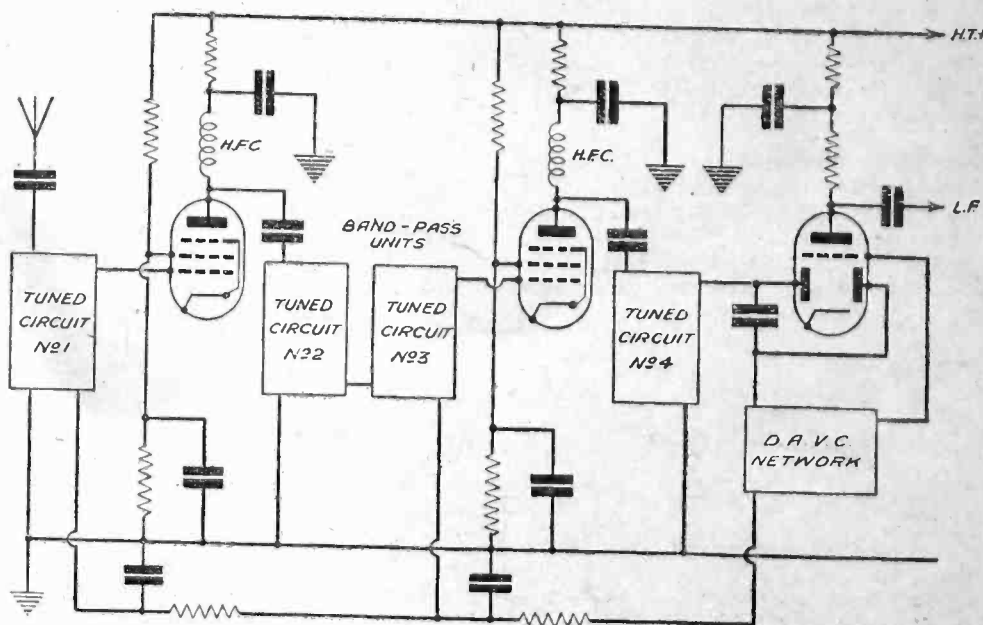 H.T.+
H.F.C
H.F.C.
L.F.
BAND-PASS
UNITS
TUNED
CIRCUIT
Nº1
TUNED
CIRCUIT
Nº2
TUNED
CIRCUIT
Nº3
TUNED
CIRCUIT
Nº4
D.A.V.C.
NETWORK